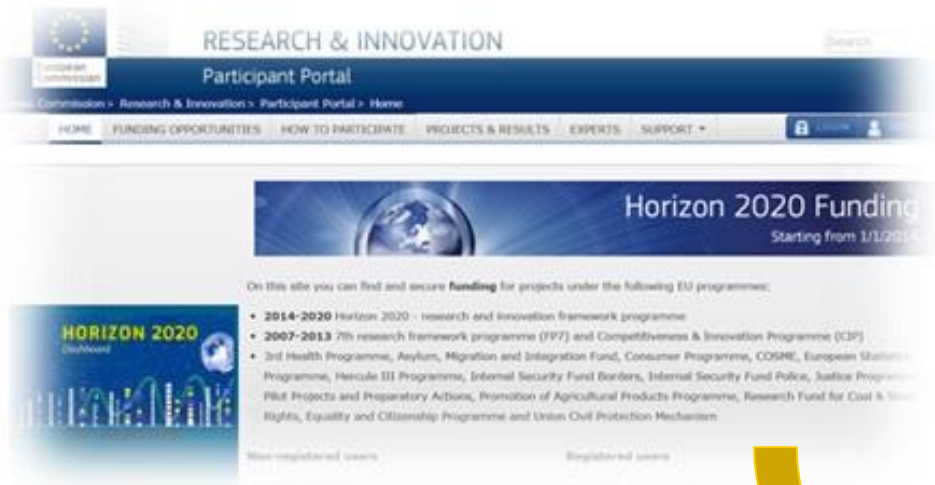 RESEARCH & INNOVATION
Search
European
Commission
Participant Portal
Commission > Research & Innovation > Participant Portal > Home
HOME FUNDING OPPORTUNITIES HOW TO PARTICIPATE PROJECTS & RESULTS EXPERTS SUPPORT
LOGIN
Horizon 2020 Funding
Starting from 1/1/2014
On this site you can find and secure funding for projects under the following EU programmes:
• 2014-2020 Horizon 2020 - research and innovation framework programme
• 2007-2013 7th research framework programme (FP7) and Competitiveness & Innovation Programme (CIP)
• 3rd Health Programme, Asylum, Migration and Integration Fund, Consumer Programme, COSME, European Statistics
Programme, Hercule III Programme, Internal Security Fund Borders, Internal Security Fund Police, Justice Programme
Pilot Projects and Preparatory Actions, Promotion of Agricultural Products Programme, Research Fund for Coal &
Rights, Equality and Citizenship Programme and Union Civil Protection Mechanism
HORIZON 2020
Dashboard
Non-registered users
Registered users